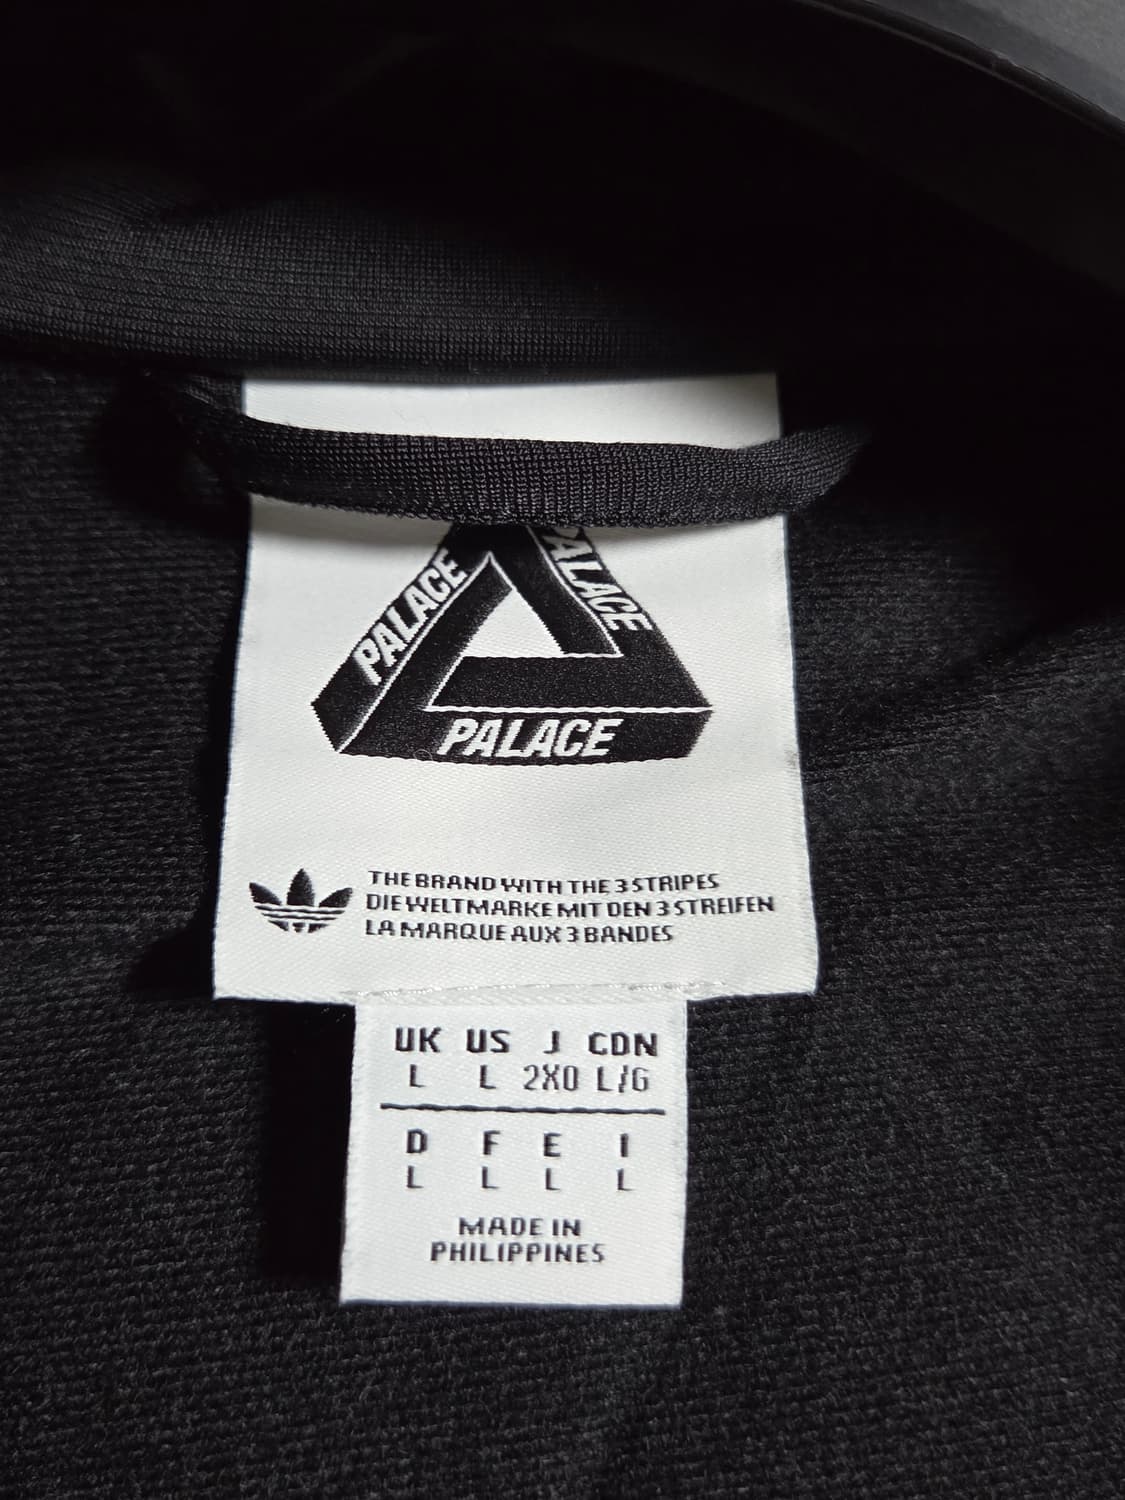 PALACE
PALACE
PALACE
THE BRAND WITH THE 3 STRIPES
DIE WELTMARKE MIT DEN 3 STREIFEN
LA MARQUE AUX 3 BANDES
UK US J CDN
L L 2XO L/G
D F E I
L L L L
MADE IN
PHILIPPINES